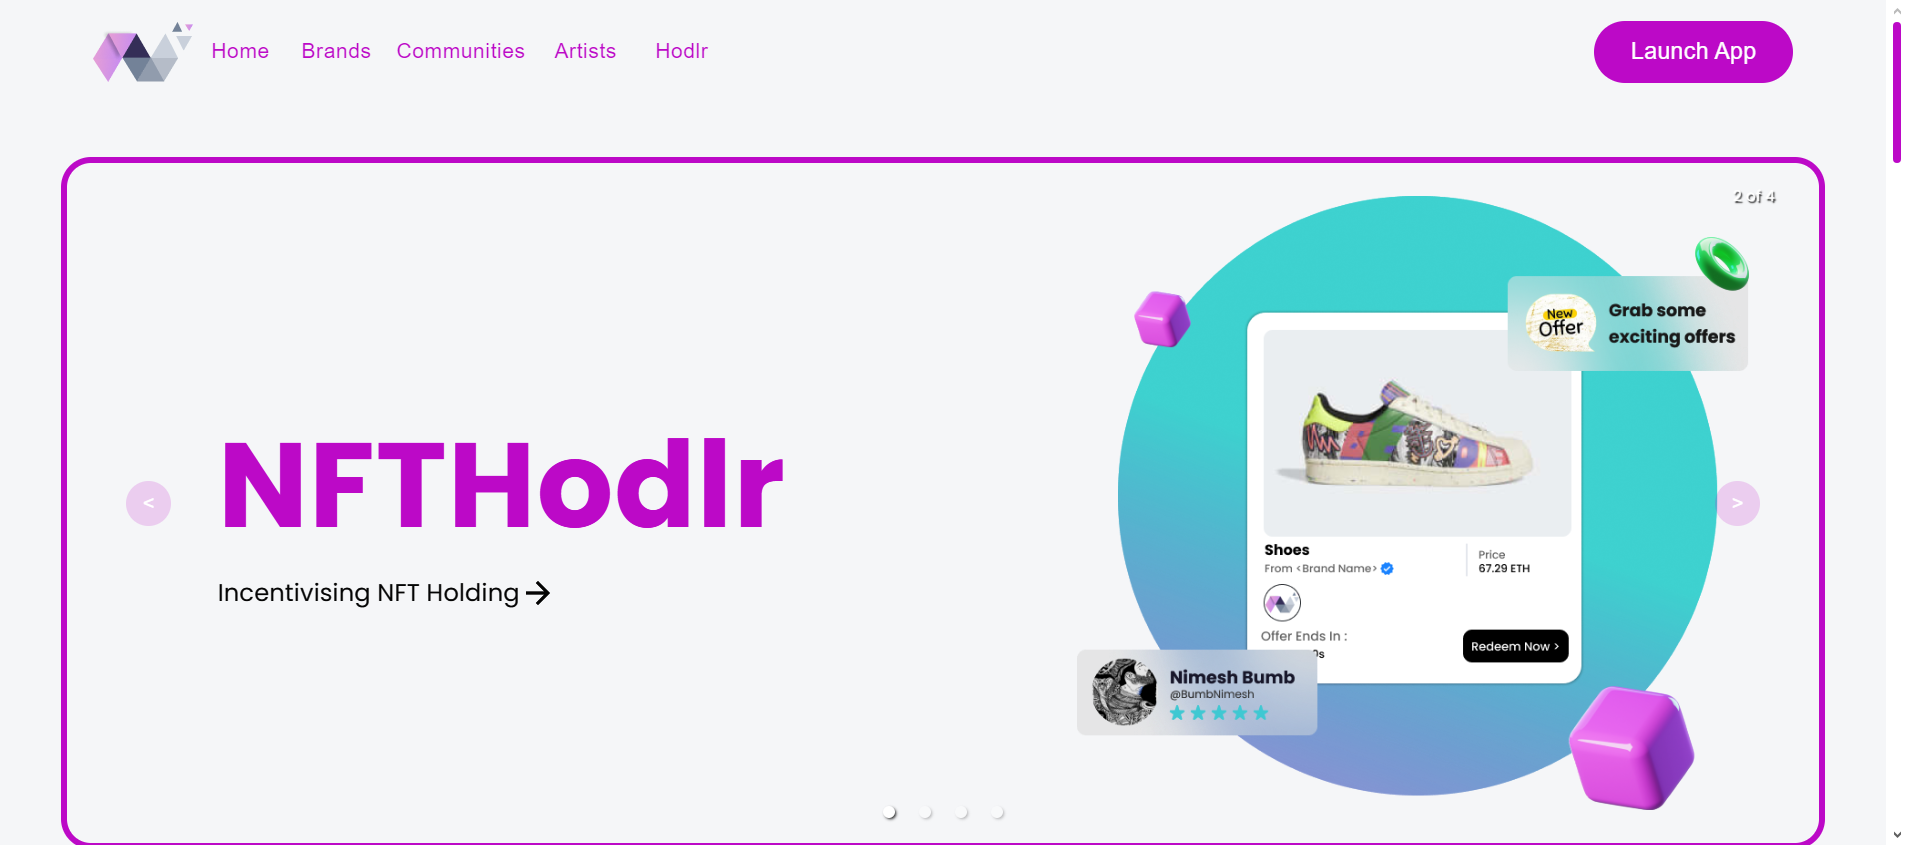 Home Brands Communities Artists Hodlr
Launch App
2 of 4
New
Offer
Grab some
exciting offers
<
NFTHodlr
Incentivising NFT Holding →
>
Shoes
From <Brand Name>
Price
67.29 ETH
Offer Ends In :
Redeem Now >
Nimesh Bumb
@BumbNimesh